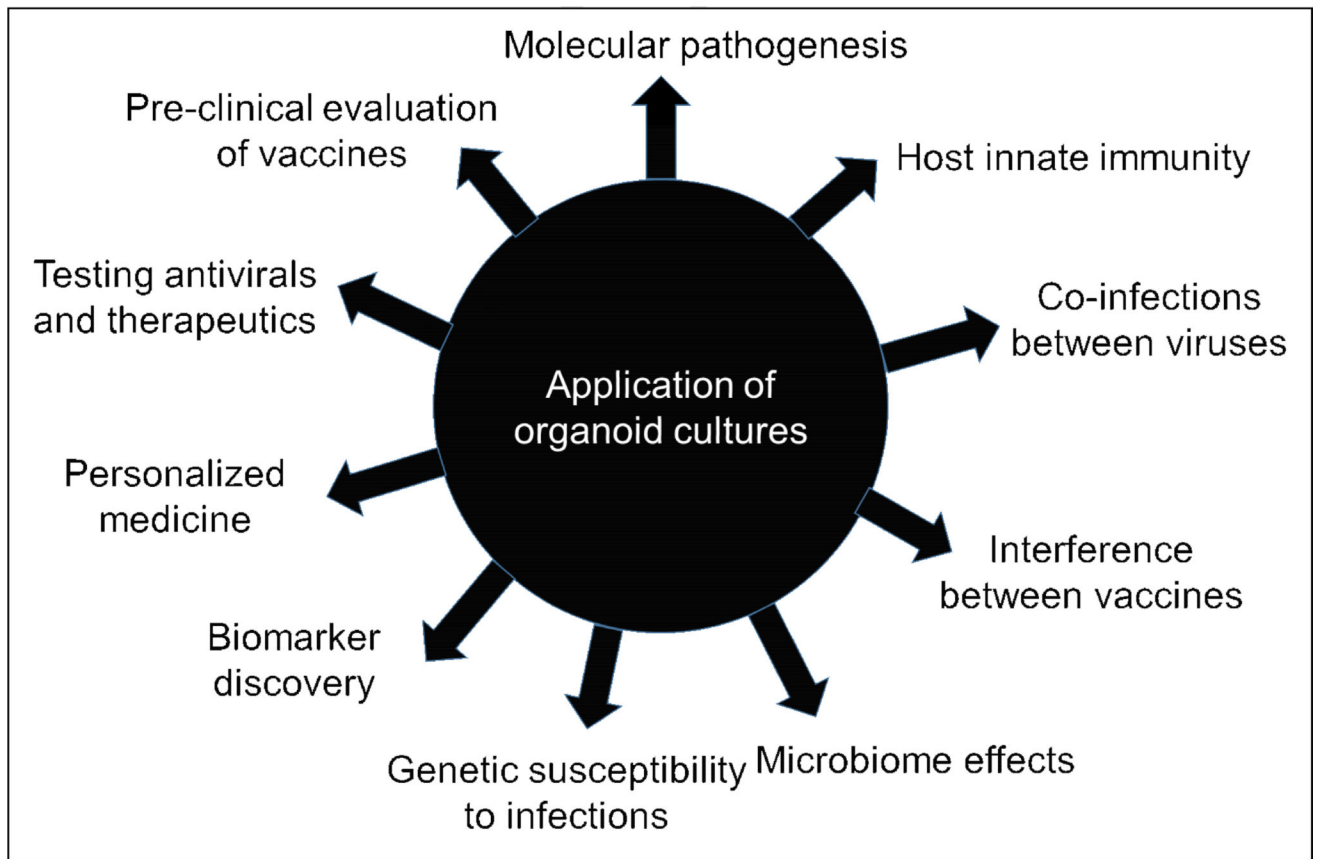 Molecular pathogenesis
Pre-clinical evaluation
of vaccines
Host innate immunity
Testing antivirals
and therapeutics
Co-infections
between viruses
Application of
organoid cultures
Personalized
medicine
Interference
between vaccines
Biomarker
discovery
Genetic susceptibility
to infections
Microbiome effects